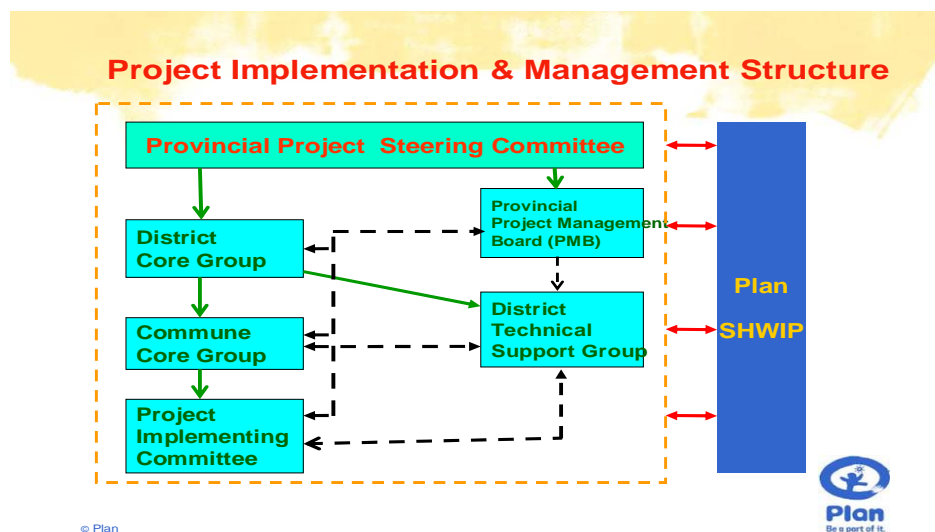 Project Implementation & Management Structure
Provincial Project Steering Committee
Provincial
Project Management
Board (PMB)
District
Core Group
District
Technical
Support Group
Commune
Core Group
Project
Implementing
Committee
Plan
SHWIP
Plan
Be a part of it.
© Plan